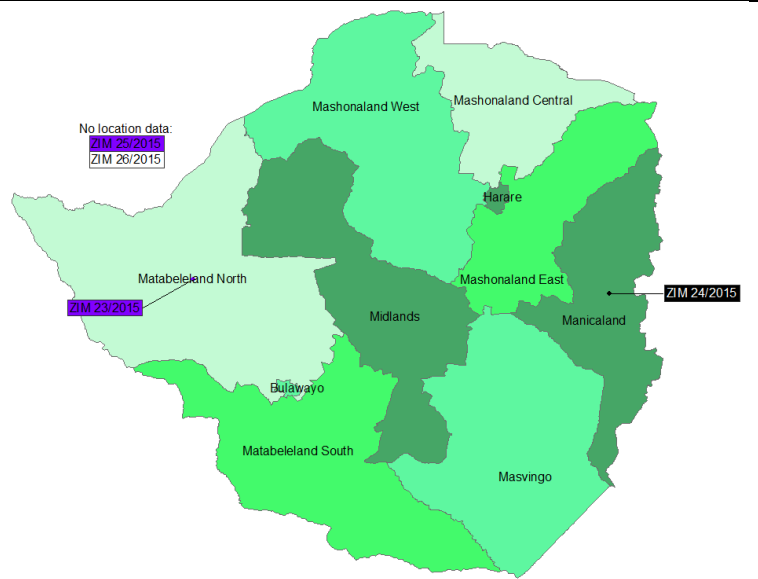 Mashonaland West
Mashonaland Central
No location data:
ZIM 25/2015
ZIM 26/2015
Harare
Matabeleland North
Mashonaland East
ZIM 24/2015
ZIM 23/2015
Midlands
Manicaland
Bulawayo
Matabeleland South
Masvingo